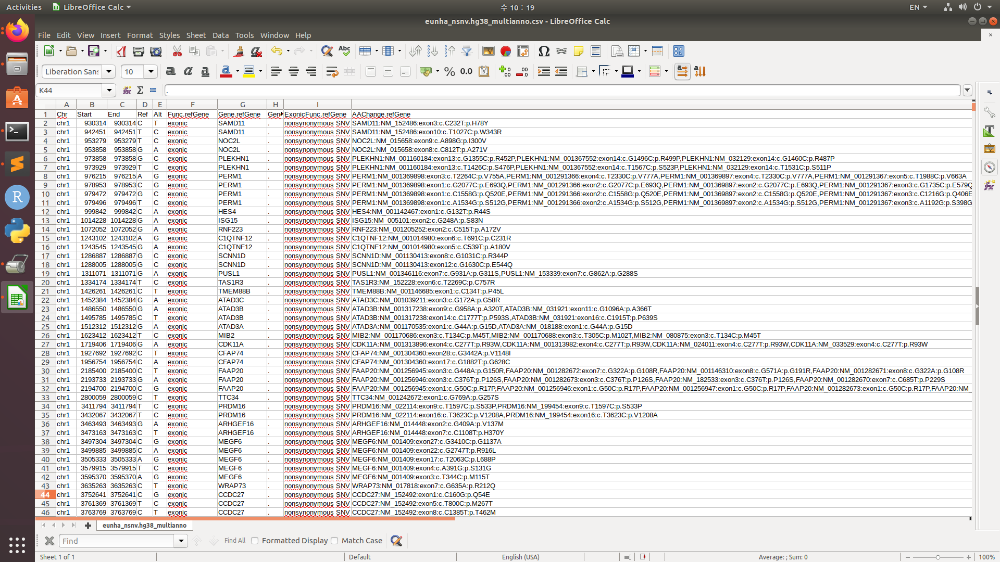 Activities LibreOffice Calc 수 10 : 19 EN
eunha_nsnv.hg38_multianno.csv - LibreOffice Calc
File Edit View Insert Format Styles Sheet Data Tools Window Help
Liberation Sans 10
K44 .
A B C D E F G H I
1 Chr Start End Ref Alt Func.refGene Gene.refGene Gene ExonicFunc.refGene AAChange.refGene
2 chr1 930314 930314 C T exonic SAMD11 . nonsynonymous SNV SAMD11:NM_152486:exon3:c.C232T:p.H78Y
3 chr1 942451 942451 T C exonic SAMD11 . nonsynonymous SNV SAMD11:NM_152486:exon10:c.T1027C:p.W343R
4 chr1 953279 953279 T C exonic NOC2L . nonsynonymous SNV NOC2L:NM_015658:exon9:c.A898G:p.I300V
5 chr1 953858 953858 G A exonic NOC2L . nonsynonymous SNV NOC2L:NM_015658:exon8:c.C812T:p.A271V
6 chr1 973858 973858 G C exonic PLEKHN1 . nonsynonymous SNV PLEKHN1:NM_001160184:exon13:c.G1355C:p.R452P,PLEKHN1:NM_001367552:exon14:c.G1496C:p.R499P,PLEKHN1:NM_032129:exon14:c.G1460C:p.R487P
7 chr1 973929 973929 T C exonic PLEKHN1 . nonsynonymous SNV PLEKHN1:NM_001160184:exon13:c.T1426C:p.S476P,PLEKHN1:NM_001367552:exon14:c.T1567C:p.S523P,PLEKHN1:NM_032129:exon14:c.T1531C:p.S511P
8 chr1 976215 976215 A G exonic PERM1 . nonsynonymous SNV PERM1:NM_001369898:exon3:c.T2264C:p.V755A,PERM1:NM_001291366:exon4:c.T2330C:p.V777A,PERM1:NM_001369897:exon4:c.T2330C:p.V777A,PERM1:NM_001291367:exon5:c.T1988C:p.V663A
9 chr1 978953 978953 C G exonic PERM1 . nonsynonymous SNV PERM1:NM_001369898:exon1:c.G2077C:p.E693Q,PERM1:NM_001291366:exon2:c.G2077C:p.E693Q,PERM1:NM_001369897:exon2:c.G2077C:p.E693Q,PERM1:NM_001291367:exon3:c.G1735C:p.E579Q
10 chr1 979472 979472 G C exonic PERM1 . nonsynonymous SNV PERM1:NM_001369898:exon1:c.C1558G:p.Q520E,PERM1:NM_001291366:exon2:c.C1558G:p.Q520E,PERM1:NM_001369897:exon2:c.C1558G:p.Q520E,PERM1:NM_001291367:exon3:c.C1216G:p.Q406E
11 chr1 979496 979496 T C exonic PERM1 . nonsynonymous SNV PERM1:NM_001369898:exon1:c.A1534G:p.S512G,PERM1:NM_001291366:exon2:c.A1534G:p.S512G,PERM1:NM_001369897:exon2:c.A1534G:p.S512G,PERM1:NM_001291367:exon3:c.A1192G:p.S398G
12 chr1 999842 999842 C A exonic HES4 . nonsynonymous SNV HES4:NM_001142467:exon1:c.G132T:p.R44S
13 chr1 1014228 1014228 G A exonic ISG15 . nonsynonymous SNV ISG15:NM_005101:exon2:c.G248A:p.S83N
14 chr1 1072052 1072052 G A exonic RNF223 . nonsynonymous SNV RNF223:NM_001205252:exon2:c.C515T:p.A172V
15 chr1 1243102 1243102 A G exonic C1QTNF12 . nonsynonymous SNV C1QTNF12:NM_001014980:exon6:c.T691C:p.C231R
16 chr1 1243545 1243545 G A exonic C1QTNF12 . nonsynonymous SNV C1QTNF12:NM_001014980:exon5:c.C539T:p.A180V
17 chr1 1286887 1286887 G C exonic SCNN1D . nonsynonymous SNV SCNN1D:NM_001130413:exon8:c.G1031C:p.R344P
18 chr1 1288005 1288005 G C exonic SCNN1D . nonsynonymous SNV SCNN1D:NM_001130413:exon12:c.G1630C:p.E544Q
19 chr1 1311071 1311071 G A exonic PUSL1 . nonsynonymous SNV PUSL1:NM_001346116:exon7:c.G931A:p.G311S,PUSL1:NM_153339:exon7:c.G862A:p.G288S
20 chr1 1334174 1334174 T C exonic TAS1R3 . nonsynonymous SNV TAS1R3:NM_152228:exon6:c.T2269C:p.C757R
21 chr1 1426261 1426261 C T exonic TMEM88B . nonsynonymous SNV TMEM88B:NM_001146685:exon1:c.C134T:p.P45L
22 chr1 1452384 1452384 G A exonic ATAD3C . nonsynonymous SNV ATAD3C:NM_001039211:exon3:c.G172A:p.G58R
23 chr1 1486550 1486550 G A exonic ATAD3B . nonsynonymous SNV ATAD3B:NM_001317238:exon9:c.G958A:p.A320T,ATAD3B:NM_031921:exon11:c.G1096A:p.A366T
24 chr1 1495785 1495785 C T exonic ATAD3B . nonsynonymous SNV ATAD3B:NM_001317238:exon14:c.C1777T:p.P593S,ATAD3B:NM_031921:exon16:c.C1915T:p.P639S
25 chr1 1512312 1512312 G A exonic ATAD3A . nonsynonymous SNV ATAD3A:NM_001170535:exon1:c.G44A:p.G15D,ATAD3A:NM_018188:exon1:c.G44A:p.G15D
26 chr1 1623412 1623412 T C exonic MIB2 . nonsynonymous SNV MIB2:NM_001170686:exon3:c.T134C:p.M45T,MIB2:NM_001170688:exon3:c.T305C:p.M102T,MIB2:NM_080875:exon3:c.T134C:p.M45T
27 chr1 1719406 1719406 G A exonic CDK11A . nonsynonymous SNV CDK11A:NM_001313896:exon4:c.C277T:p.R93W,CDK11A:NM_001313982:exon4:c.C277T:p.R93W,CDK11A:NM_024011:exon4:c.C277T:p.R93W,CDK11A:NM_033529:exon4:c.C277T:p.R93W
28 chr1 1927692 1927692 C T exonic CFAP74 . nonsynonymous SNV CFAP74:NM_001304360:exon28:c.G3442A:p.V1148I
29 chr1 1956754 1956754 C A exonic CFAP74 . nonsynonymous SNV CFAP74:NM_001304360:exon17:c.G1882T:p.G628C
30 chr1 2185400 2185400 C T exonic FAAP20 . nonsynonymous SNV FAAP20:NM_001256945:exon3:c.G448A:p.G150R,FAAP20:NM_001282672:exon7:c.G322A:p.G108R,FAAP20:NM_001146310:exon8:c.G571A:p.G191R,FAAP20:NM_001282671:exon8:c.G322A:p.G108R
31 chr1 2193733 2193733 G A exonic FAAP20 . nonsynonymous SNV FAAP20:NM_001256946:exon3:c.C376T:p.P126S,FAAP20:NM_001282673:exon3:c.C376T:p.P126S,FAAP20:NM_182533:exon3:c.C376T:p.P126S,FAAP20:NM_001282670:exon7:c.C685T:p.P229S
32 chr1 2194700 2194700 C G exonic FAAP20 . nonsynonymous SNV FAAP20:NM_001256945:exon1:c.G50C:p.R17P,FAAP20:NM_001256946:exon1:c.G50C:p.R17P,FAAP20:NM_001256947:exon1:c.G50C:p.R17P,FAAP20:NM_001282673:exon1:c.G50C:p.R17P,FAAP20:NM_
33 chr1 2800059 2800059 C T exonic TTC34 . nonsynonymous SNV TTC34:NM_001242672:exon1:c.G769A:p.G257S
34 chr1 3411794 3411794 T C exonic PRDM16 . nonsynonymous SNV PRDM16:NM_022114:exon9:c.T1597C:p.S533P,PRDM16:NM_199454:exon9:c.T1597C:p.S533P
35 chr1 3432067 3432067 T C exonic PRDM16 . nonsynonymous SNV PRDM16:NM_022114:exon16:c.T3623C:p.V1208A,PRDM16:NM_199454:exon16:c.T3623C:p.V1208A
36 chr1 3463493 3463493 G A exonic ARHGEF16 . nonsynonymous SNV ARHGEF16:NM_014448:exon2:c.G409A:p.V137M
37 chr1 3473163 3473163 C T exonic ARHGEF16 . nonsynonymous SNV ARHGEF16:NM_014448:exon7:c.C1108T:p.H370Y
38 chr1 3497304 3497304 C G exonic MEGF6 . nonsynonymous SNV MEGF6:NM_001409:exon27:c.G3410C:p.G1137A
39 chr1 3499885 3499885 C A exonic MEGF6 . nonsynonymous SNV MEGF6:NM_001409:exon22:c.G2747T:p.R916L
40 chr1 3505333 3505333 A G exonic MEGF6 . nonsynonymous SNV MEGF6:NM_001409:exon17:c.T2063C:p.L688P
41 chr1 3579915 3579915 T C exonic MEGF6 . nonsynonymous SNV MEGF6:NM_001409:exon4:c.A391G:p.S131G
42 chr1 3595370 3595370 A G exonic MEGF6 . nonsynonymous SNV MEGF6:NM_001409:exon3:c.T344C:p.M115T
43 chr1 3635263 3635263 C T exonic WRAP73 . nonsynonymous SNV WRAP73:NM_017818:exon7:c.G635A:p.R212Q
44 chr1 3752641 3752641 C G exonic CCDC27 . nonsynonymous SNV CCDC27:NM_152492:exon1:c.C160G:p.Q54E
45 chr1 3761369 3761369 T C exonic CCDC27 . nonsynonymous SNV CCDC27:NM_152492:exon5:c.T800C:p.M267T
46 chr1 3763769 3763769 C T exonic CCDC27 . nonsynonymous SNV CCDC27:NM_152492:exon8:c.C1385T:p.T462M
eunha_nsnv.hg38_multianno
Find Find All Formatted Display Match Case
Sheet 1 of 1 Default English (USA) Average: ; Sum: 0 100%